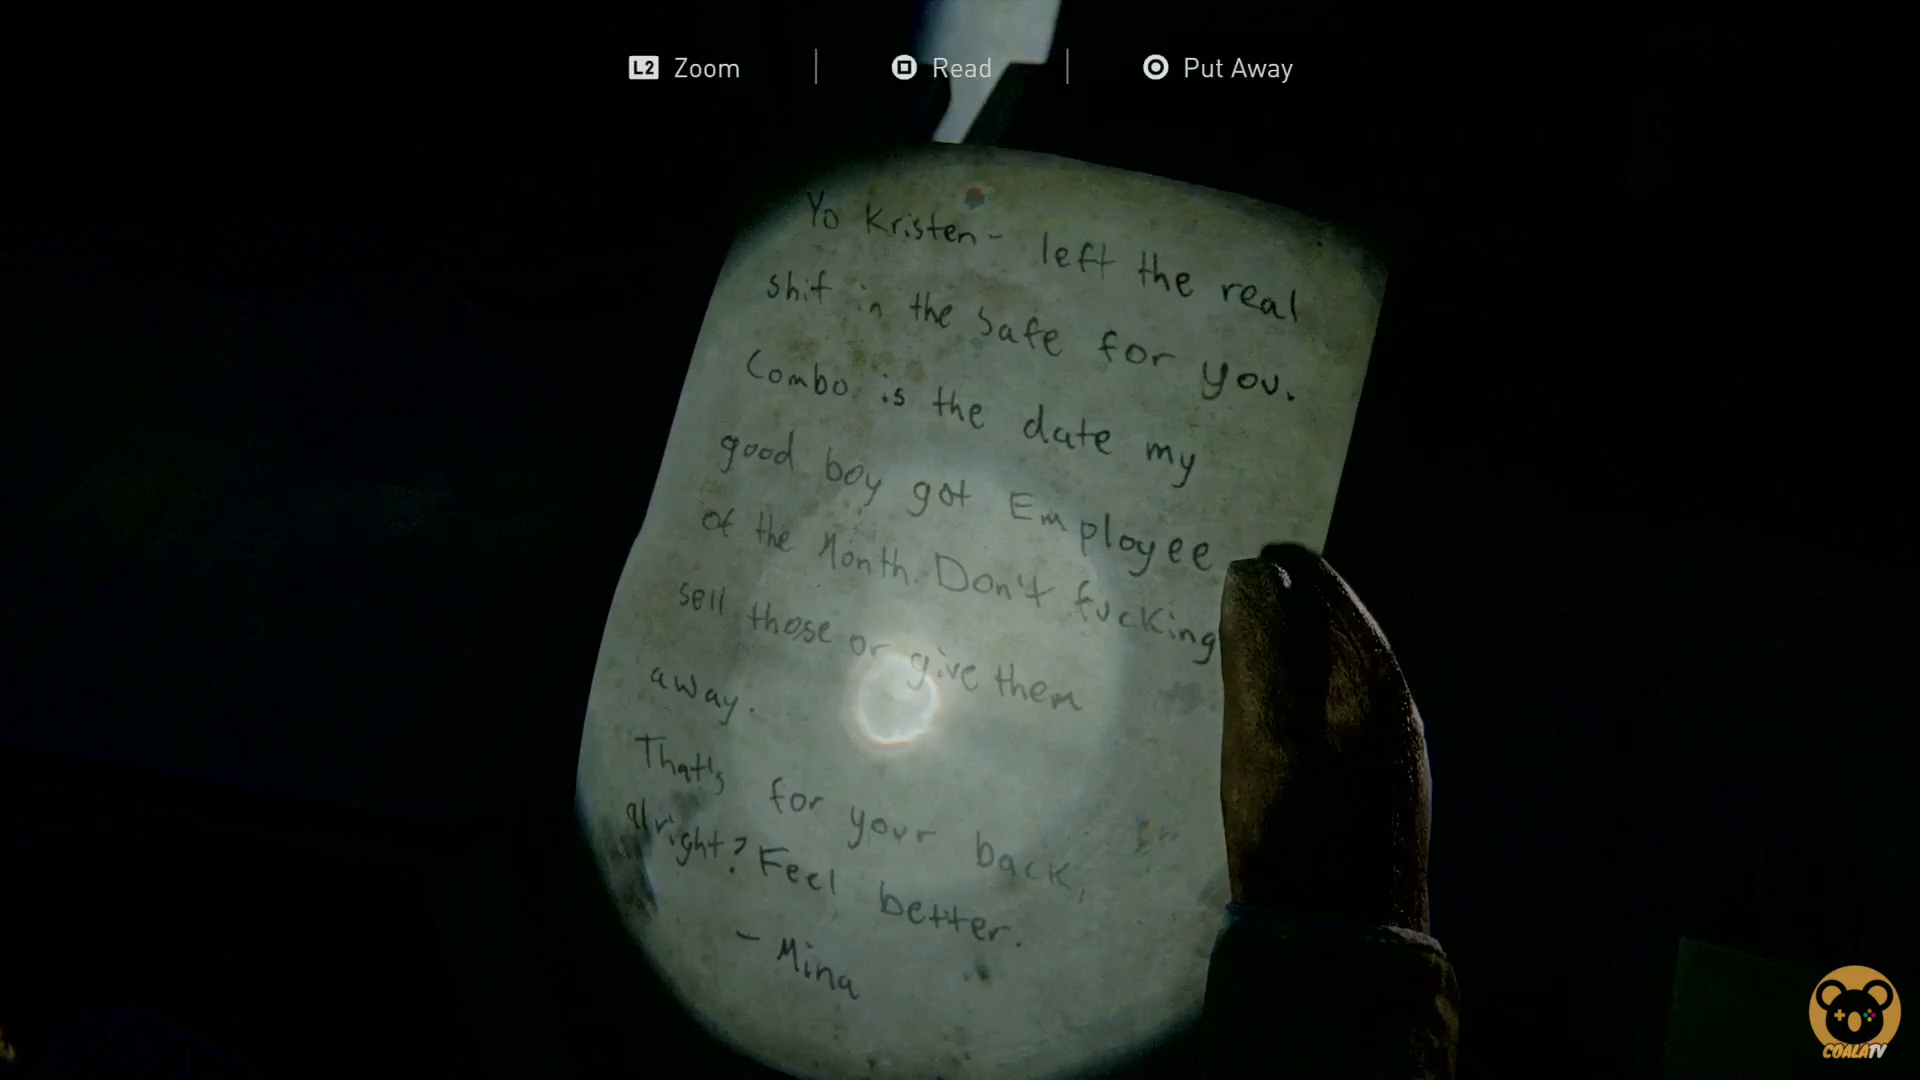 L2 Zoom | Read | Put Away
Yo Kristen - left the real
shit in the safe for you.
Combo is the date my
good boy got Employee
of the Month. Don't fucking
sell those or give them
away.
That's for your back,
alright? Feel better.
- Mina
COALATV